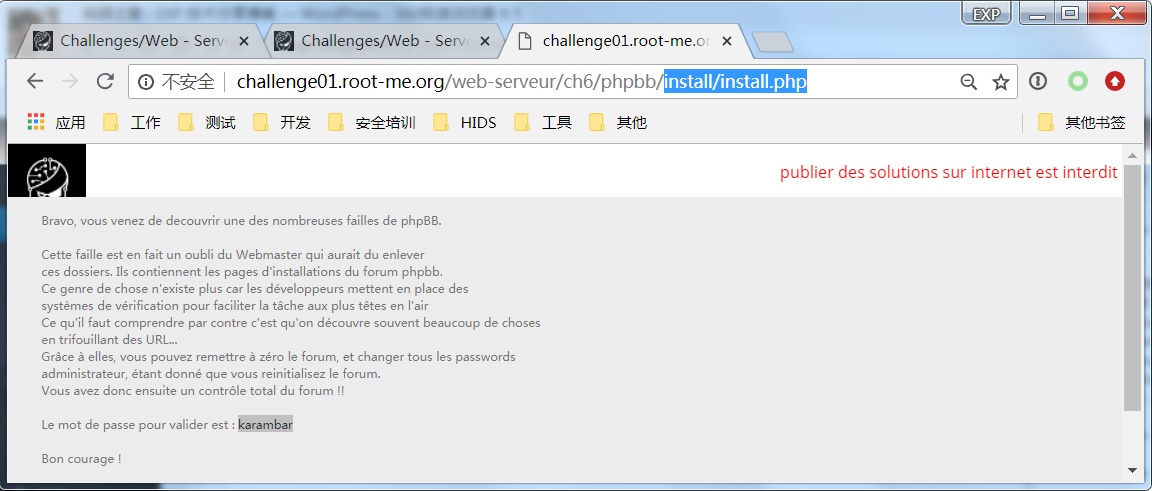 EXP
Challenges/Web - Serve
Challenges/Web - Serve
challenge01.root-me.or
不安全
challenge01.root-me.org/web-serveur/ch6/phpbb/install/install.php
应用 工作 测试 开发 安全培训 HIDS 工具 其他 其他书签
publier des solutions sur internet est interdit
Bravo, vous venez de decouvrir une des nombreuses failles de phpBB.
Cette faille est en fait un oubli du Webmaster qui aurait du enlever
ces dossiers. Ils contiennent les pages d'installations du forum phpbb.
Ce genre de chose n'existe plus car les développeurs mettent en place des
systèmes de vérification pour faciliter la tâche aux plus têtes en l'air
Ce qu'il faut comprendre par contre c'est qu'on découvre souvent beaucoup de choses
en trifouillant des URL...
Grâce à elles, vous pouvez remettre à zéro le forum, et changer tous les passwords
administrateur, étant donné que vous reinitialisez le forum.
Vous avez donc ensuite un contrôle total du forum !!
Le mot de passe pour valider est : karambar
Bon courage !